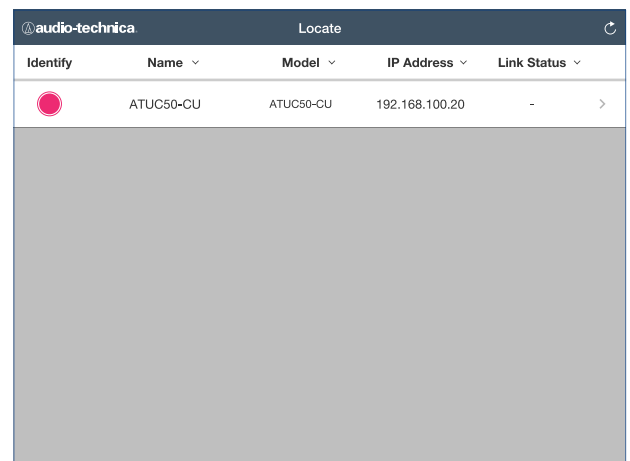 audio-technica. Locate
Identify Name Model IP Address Link Status
ATUC50-CU ATUC50-CU 192.168.100.20 -